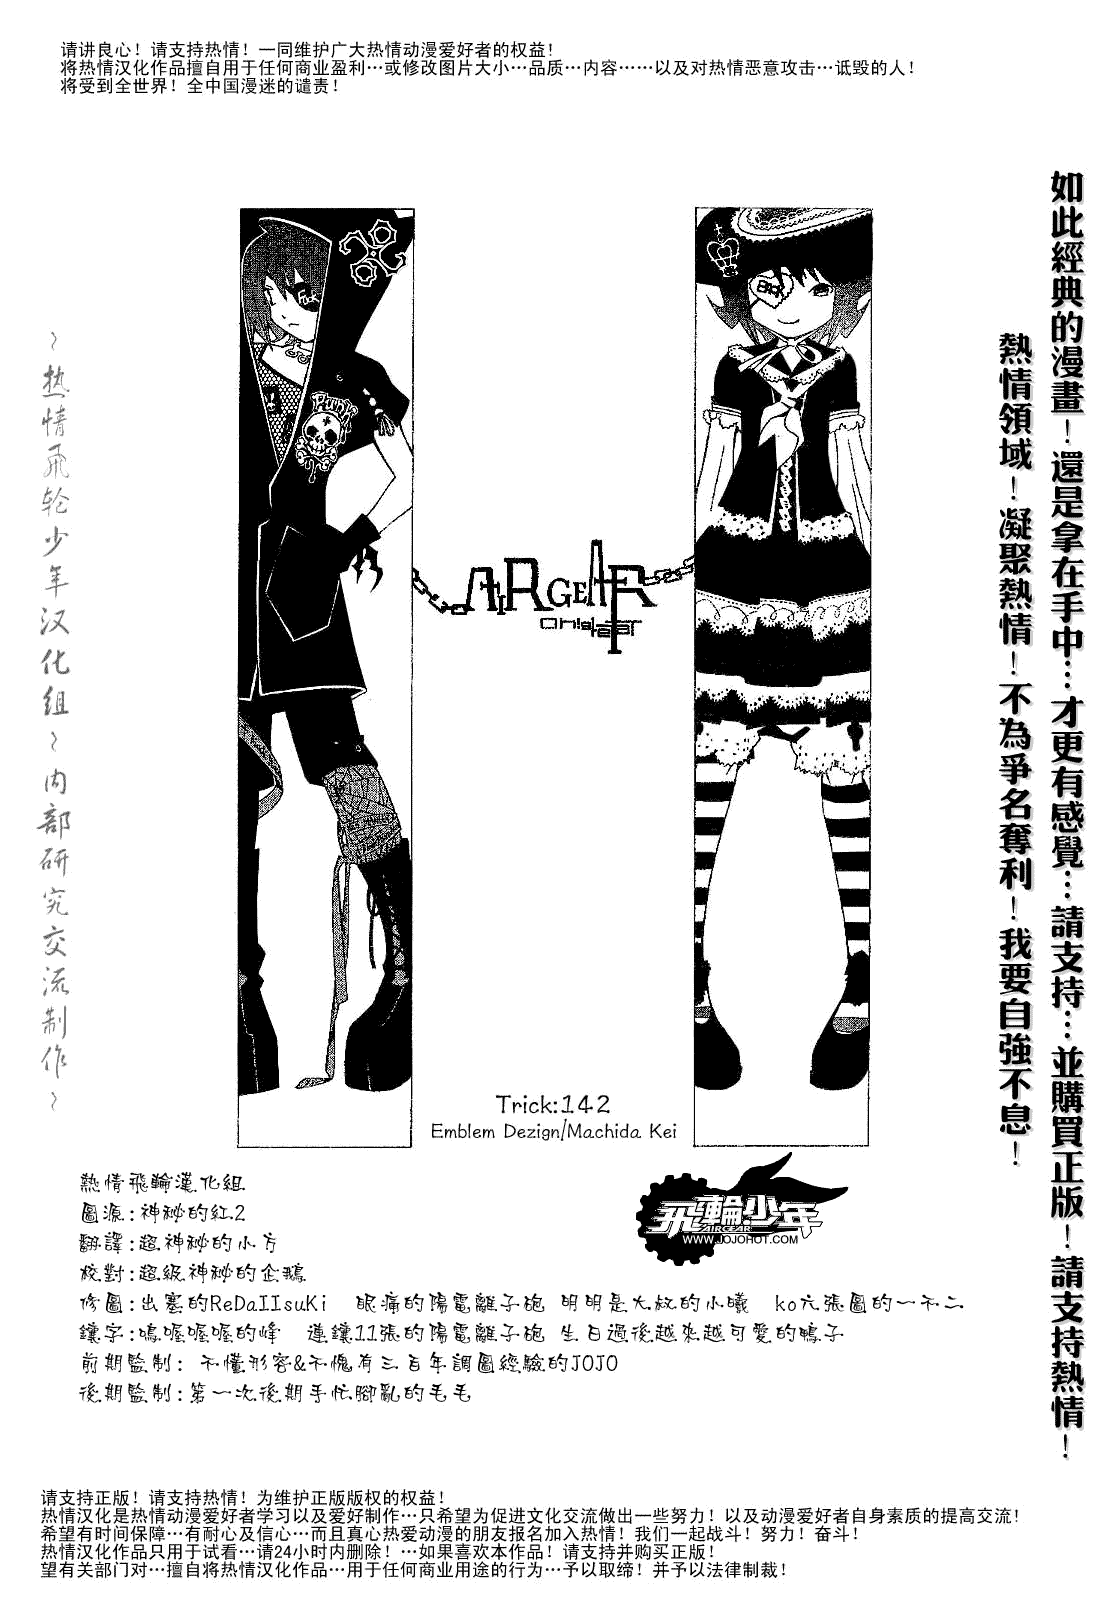 请讲良心！请支持热情！一同维护广大热情动漫爱好者的权益！
将热情汉化作品擅自用于任何商业盈利…或修改图片大小…品质…内容……以及对热情恶意攻击…诋毁的人！
将受到全世界！全中国漫迷的谴责！
如此經典的漫畫！還是拿在手中…才更有感覺…請支持…並購買正版！請支持熱情！
熱情領域！凝聚熱情！不為爭名奪利！我要自強不息！
~热情飛轮少年汉化组~内部研究交流制作~
Fuck
Punk
AIRGEAR
Trick:142
Emblem Dezign/Machida Kei
熱情飛輪漢化組
圖源:神秘的紅.2
翻譯:超神秘的小方
校對:超級神秘的企鵝
修圖:出塞的ReDaIIsuKi 眼痛的陽電離子砲 明明是大叔的小曦 ko六張圖的一不二
鑲字:嗚喔喔喔的峰 連鑲11張的陽電離子砲 生日過後越來越可愛的鴨子
前期監制: 不懂形容&不愧有三百年調圖經驗的JOJO
後期監制:第一次後期手忙腳亂的毛毛
飛輪少年
AIRGEAR
WWW.JOJOHOT.COM
请支持正版！请支持热情！为维护正版版权的权益！
热情汉化是热情动漫爱好者学习以及爱好制作…只希望为促进文化交流做出一些努力！以及动漫爱好者自身素质的提高交流！
希望有时间保障…有耐心及信心…而且真心热爱动漫的朋友报名加入热情！我们一起战斗！努力！奋斗！
热情汉化作品只用于试看…请24小时内删除！…如果喜欢本作品！请支持并购买正版！
望有关部门对…擅自将热情汉化作品…用于任何商业用途的行为…予以取缔！并予以法律制裁！